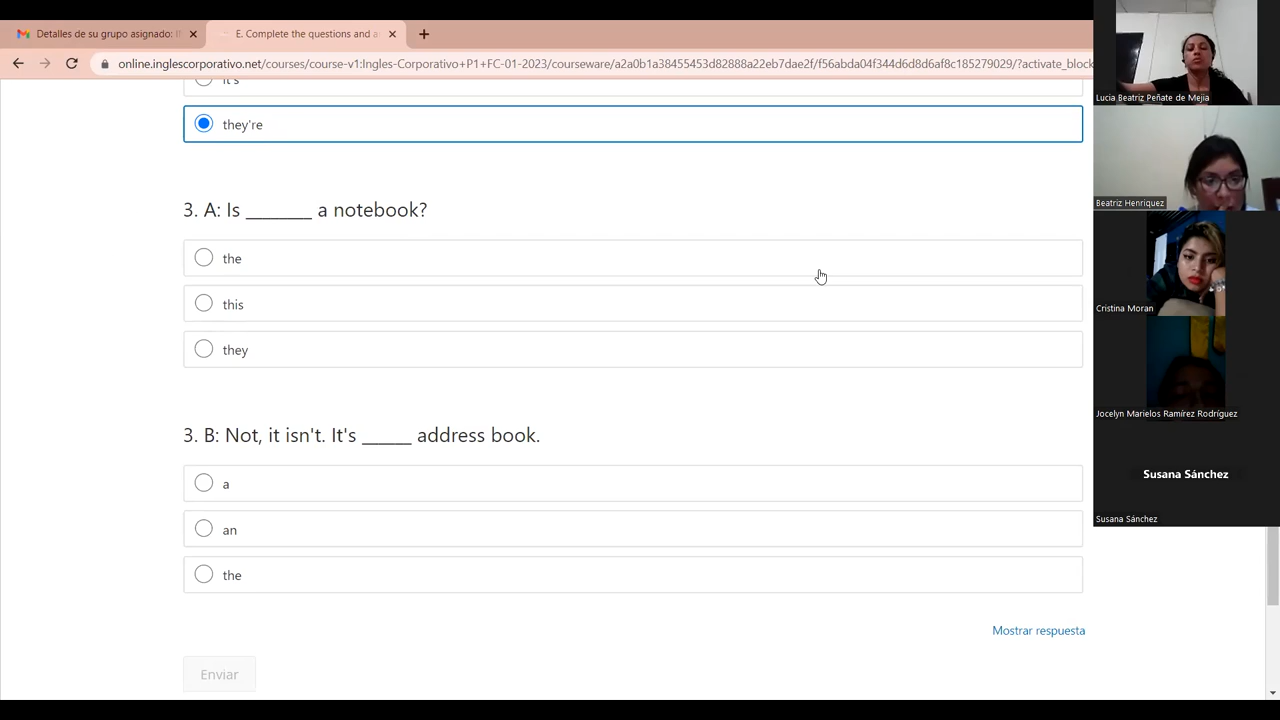 Detalles de su grupo asignado: I
E. Complete the questions and a
online.inglescorporativo.net/courses/course-v1:Ingles-Corporativo+P1+FC-01-2023/courseware/a2a0b1a38455453d82888a22eb7dae2f/f56abda04f344d6d8d6af8c185279029/?activate_block
it's
they're
3. A: Is ________ a notebook?
the
this
they
3. B: Not, it isn't. It's ______ address book.
a
an
the
Mostrar respuesta
Enviar
Lucia Beatriz Peñate de Mejia
Beatriz Henriquez
Cristina Moran
Jocelyn Marielos Ramírez Rodríguez
Susana Sánchez
Susana Sánchez